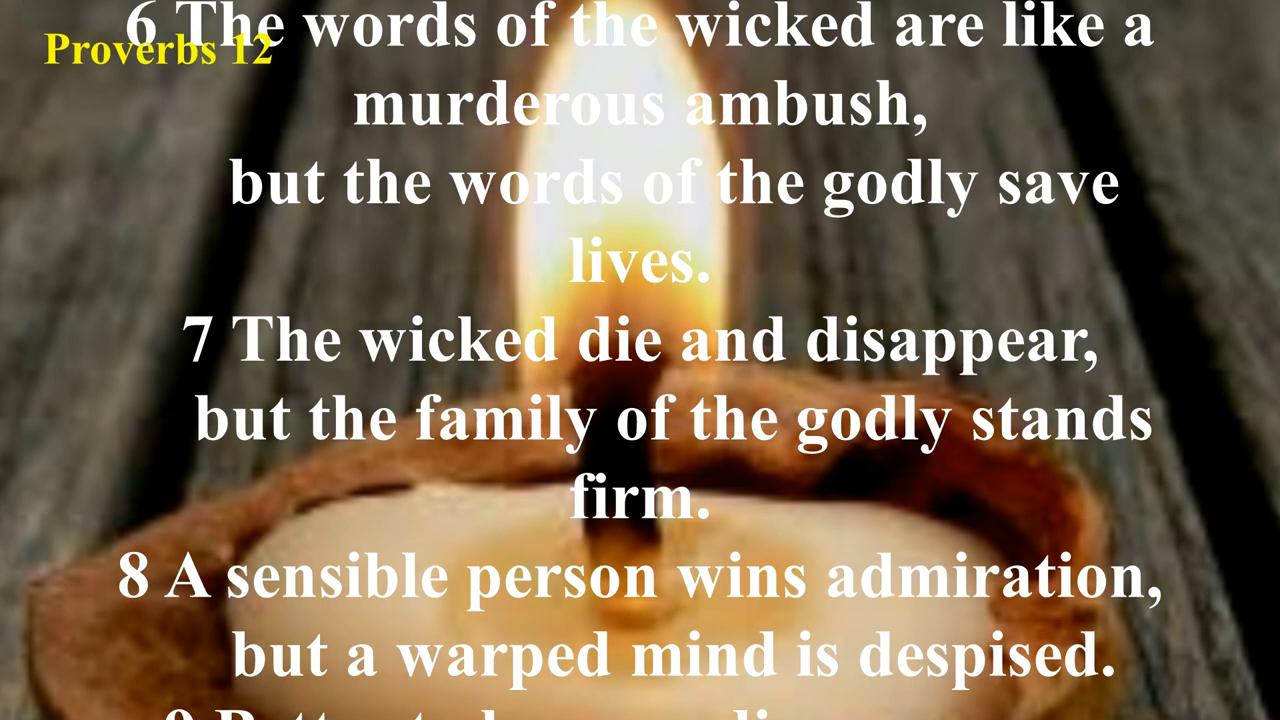 Proverbs 12
6 The words of the wicked are like a
murderous ambush,
but the words of the godly save
lives.
7 The wicked die and disappear,
but the family of the godly stands
firm.
8 A sensible person wins admiration,
but a warped mind is despised.